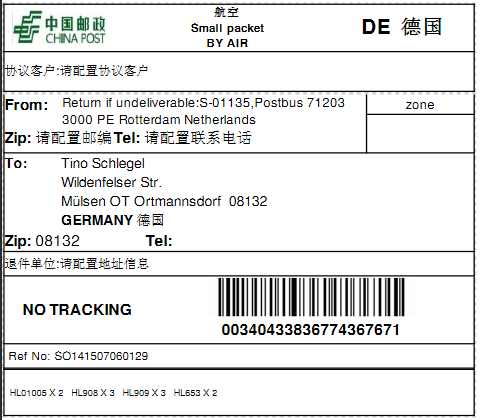 中国邮政
CHINA POST
航空
Small packet
BY AIR
DE 德国
协议客户:请配置协议客户
From: Return if undeliverable:S-01135,Postbus 71203
3000 PE Rotterdam Netherlands
zone
Zip: 请配置邮编 Tel: 请配置联系电话
To: Tino Schlegel
Wildenfelser Str.
Mülsen OT Ortmannsdorf 08132
GERMANY 德国
Zip: 08132 Tel:
退件单位:请配置地址信息
NO TRACKING
00340433836774367671
Ref No: SO141507060129
HL01005 X 2 HL908 X 3 HL909 X 3 HL653 X 2